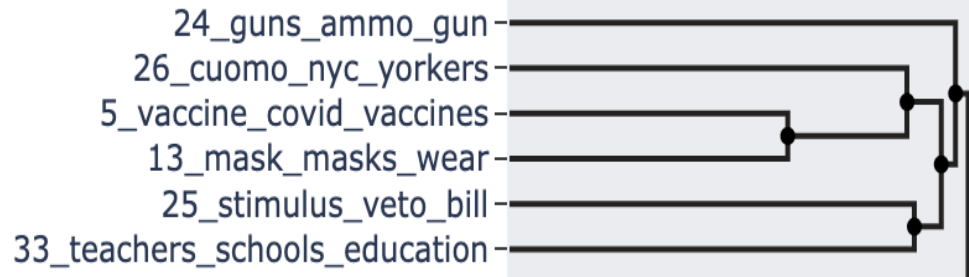 24_guns_ammo_gun
26_cuomo_nyc_yorkers
5_vaccine_covid_vaccines
13_mask_masks_wear
25_stimulus_veto_bill
33_teachers_schools_education